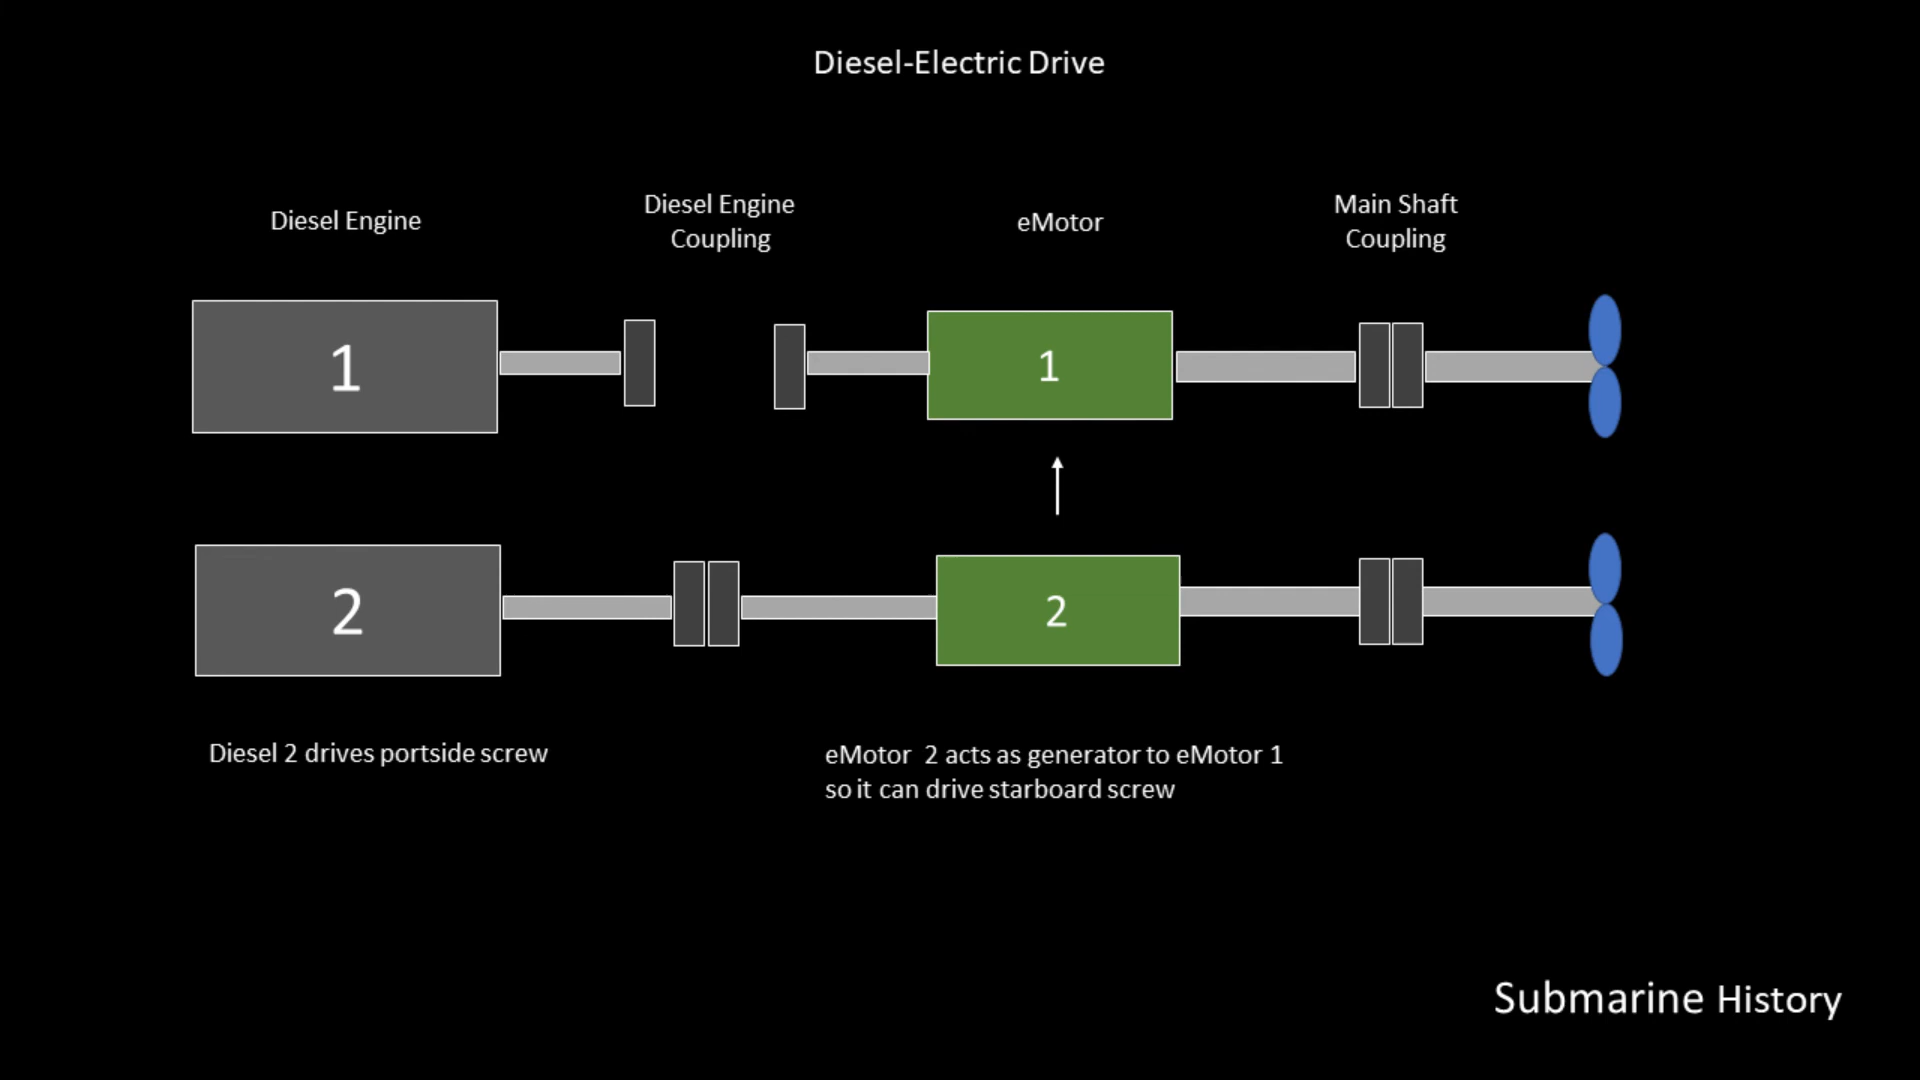 Diesel-Electric Drive
Diesel Engine
Diesel Engine
Coupling
eMotor
Main Shaft
Coupling
1
1
2
2
Diesel 2 drives portside screw
eMotor  2 acts as generator to eMotor 1
so it can drive starboard screw
Submarine History